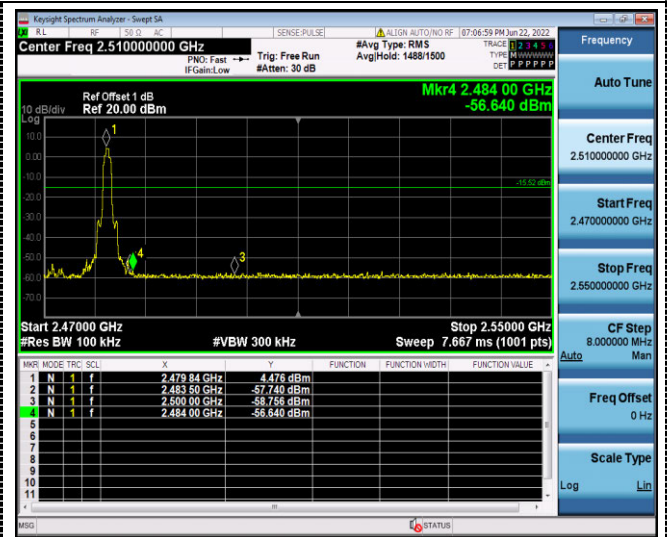 Keysight Spectrum Analyzer - Swept SA
RL RF 50 Ω AC SENSE:PULSE ALIGN AUTO/NO RF 07:06:59 PM Jun 22, 2022
Center Freq 2.510000000 GHz
PNO: Fast
IFGain:Low
Trig: Free Run
#Atten: 30 dB
#Avg Type: RMS
Avg|Hold: 1488/1500
TRACE 1 2 3 4 5 6
TYPE M WWWWW
DET P P P P P P
Frequency
Auto Tune
Center Freq
2.510000000 GHz
Start Freq
2.470000000 GHz
Stop Freq
2.550000000 GHz
CF Step
8.000000 MHz
Auto Man
Freq Offset
0 Hz
Scale Type
Log Lin
Mkr4 2.484 00 GHz
-56.640 dBm
Ref Offset 1 dB
10 dB/div Ref 20.00 dBm
Log
10.0
0.00
-10.0
-20.0
-30.0
-40.0
-50.0
-60.0
-70.0
1
4
3
-15.52 dBm
Start 2.47000 GHz Stop 2.55000 GHz
#Res BW 100 kHz #VBW 300 kHz Sweep 7.667 ms (1001 pts)
MKR MODE TRC SCL X Y FUNCTION FUNCTION WIDTH FUNCTION VALUE
1 N 1 f 2.479 84 GHz 4.476 dBm
2 N 1 f 2.483 50 GHz -57.740 dBm
3 N 1 f 2.500 00 GHz -58.756 dBm
4 N 1 f 2.484 00 GHz -56.640 dBm
5
6
7
8
9
10
11
MSG STATUS